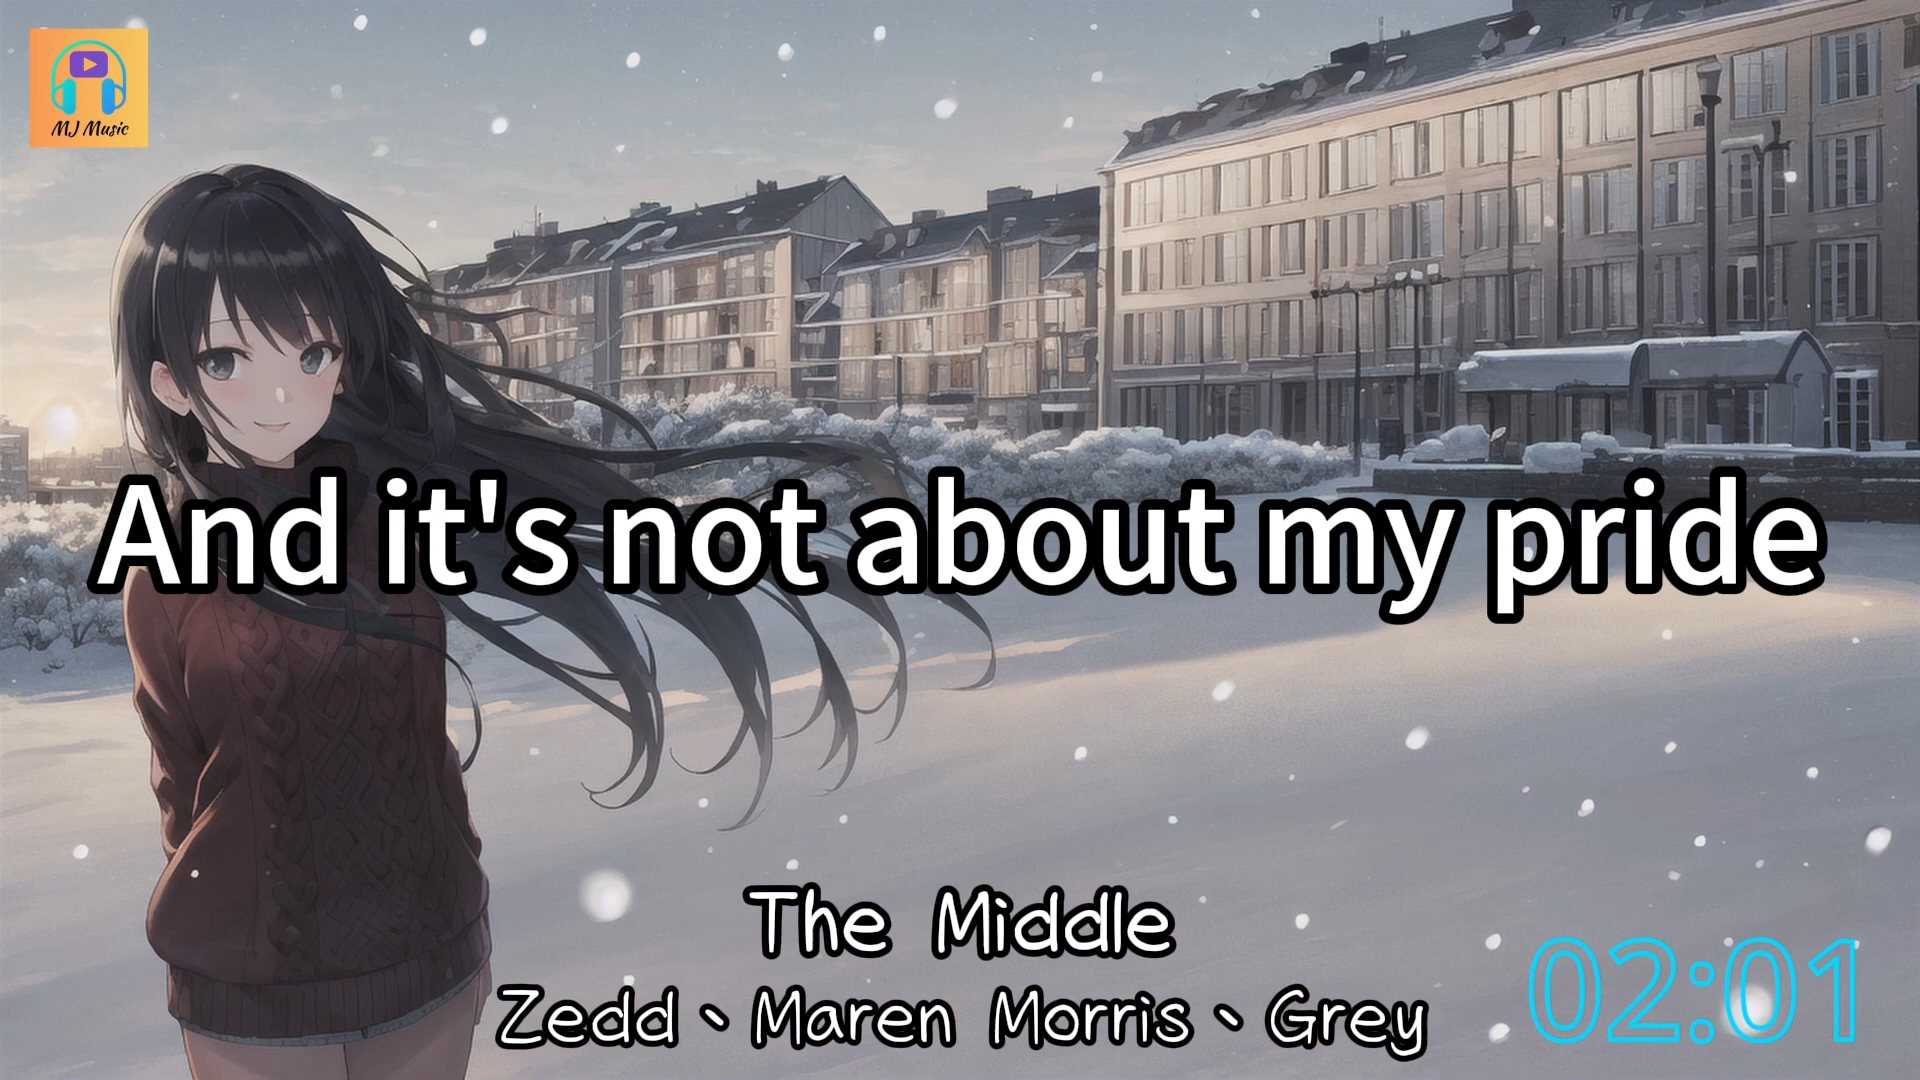 MJ Music
And it's not about my pride
The Middle
Zedd、Maren Morris、Grey
02:01